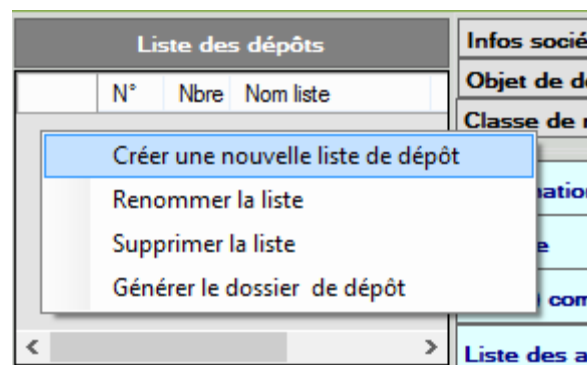 Liste des dépôts
N° Nbre Nom liste
Créer une nouvelle liste de dépôt
Renommer la liste
Supprimer la liste
Générer le dossier de dépôt
Infos
Objet de
Classe de
Liste des